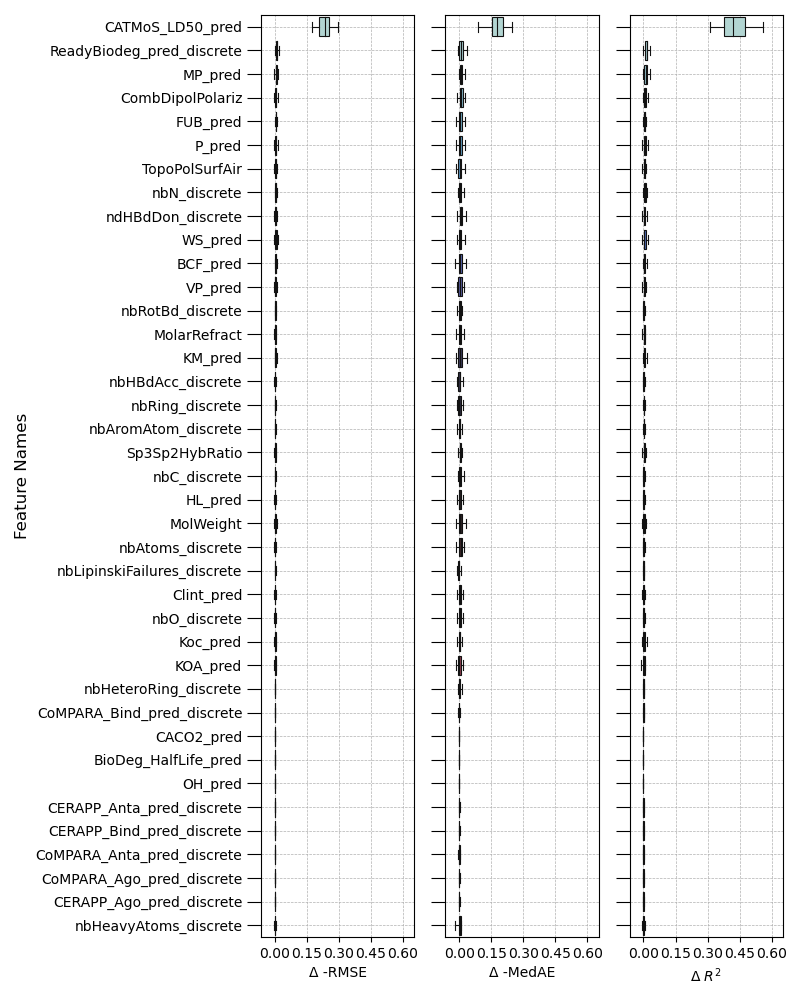 Feature Names
CATMoS_LD50_pred
ReadyBiodeg_pred_discrete
MP_pred
CombDipolPolariz
FUB_pred
P_pred
TopoPolSurfAir
nbN_discrete
ndHBdDon_discrete
WS_pred
BCF_pred
VP_pred
nbRotBd_discrete
MolarRefract
KM_pred
nbHBdAcc_discrete
nbRing_discrete
nbAromAtom_discrete
Sp3Sp2HybRatio
nbC_discrete
HL_pred
MolWeight
nbAtoms_discrete
nbLipinskiFailures_discrete
Clint_pred
nbO_discrete
Koc_pred
KOA_pred
nbHeteroRing_discrete
CoMPARA_Bind_pred_discrete
CACO2_pred
BioDeg_HalfLife_pred
OH_pred
CERAPP_Anta_pred_discrete
CERAPP_Bind_pred_discrete
CoMPARA_Anta_pred_discrete
CoMPARA_Ago_pred_discrete
CERAPP_Ago_pred_discrete
nbHeavyAtoms_discrete
0.00 0.15 0.30 0.45 0.60
Δ -RMSE
0.00 0.15 0.30 0.45 0.60
Δ -MedAE
0.00 0.15 0.30 0.45 0.60
Δ R²